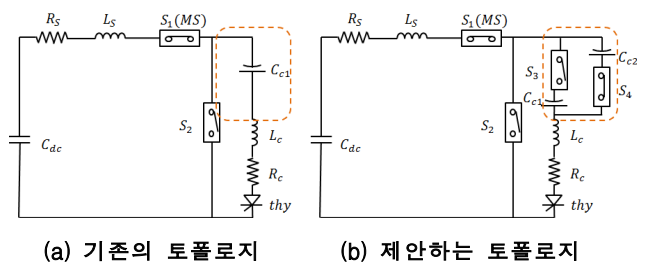 R_S L_S S_1(MS)
C_c1
S_2
L_c
C_dc
R_c
thy
(a) 기존의 토폴로지
R_S L_S S_1(MS)
C_c2
S_3
S_4
C_c1
S_2
L_c
C_dc
R_c
thy
(b) 제안하는 토폴로지